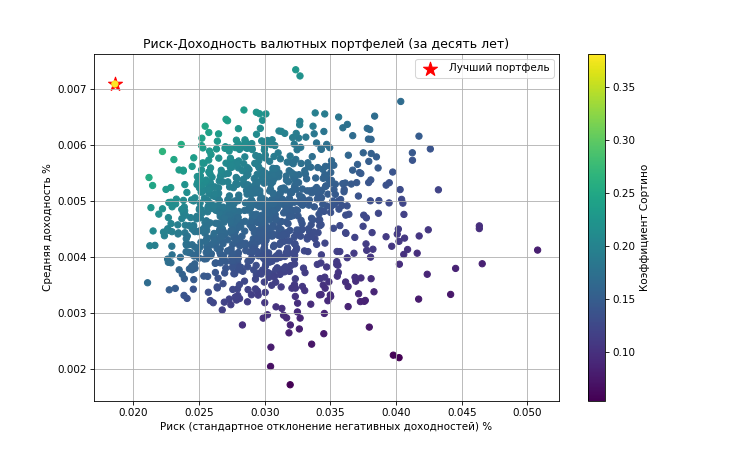 Риск-Доходность валютных портфелей (за десять лет)
Лучший портфель
Средняя доходность %
0.007
0.006
0.005
0.004
0.003
0.002
0.020 0.025 0.030 0.035 0.040 0.045 0.050
Риск (стандартное отклонение негативных доходностей) %
0.35
0.30
0.25
0.20
0.15
0.10
Коэффициент Сортино